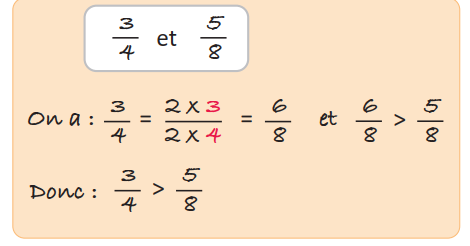 3/4 et 5/8
On a : 3/4 = 2 x 3/2 x 4 = 6/8 et 6/8 > 5/8
Donc : 3/4 > 5/8